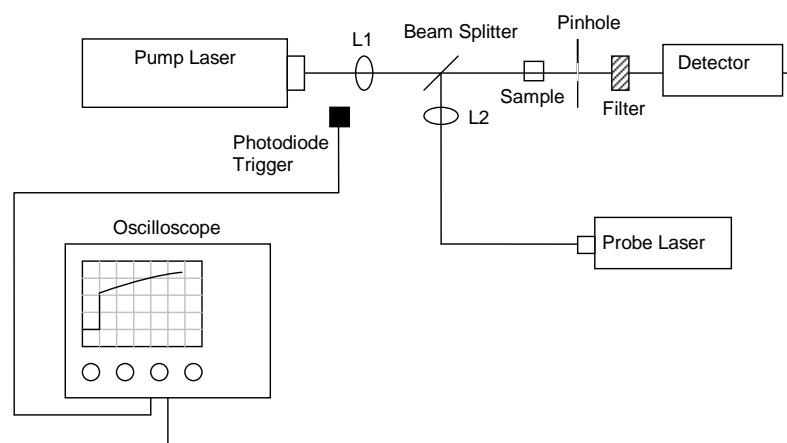 Pump Laser
L1
Beam Splitter
Pinhole
Detector
Sample
Filter
L2
Photodiode
Trigger
Oscilloscope
Probe Laser